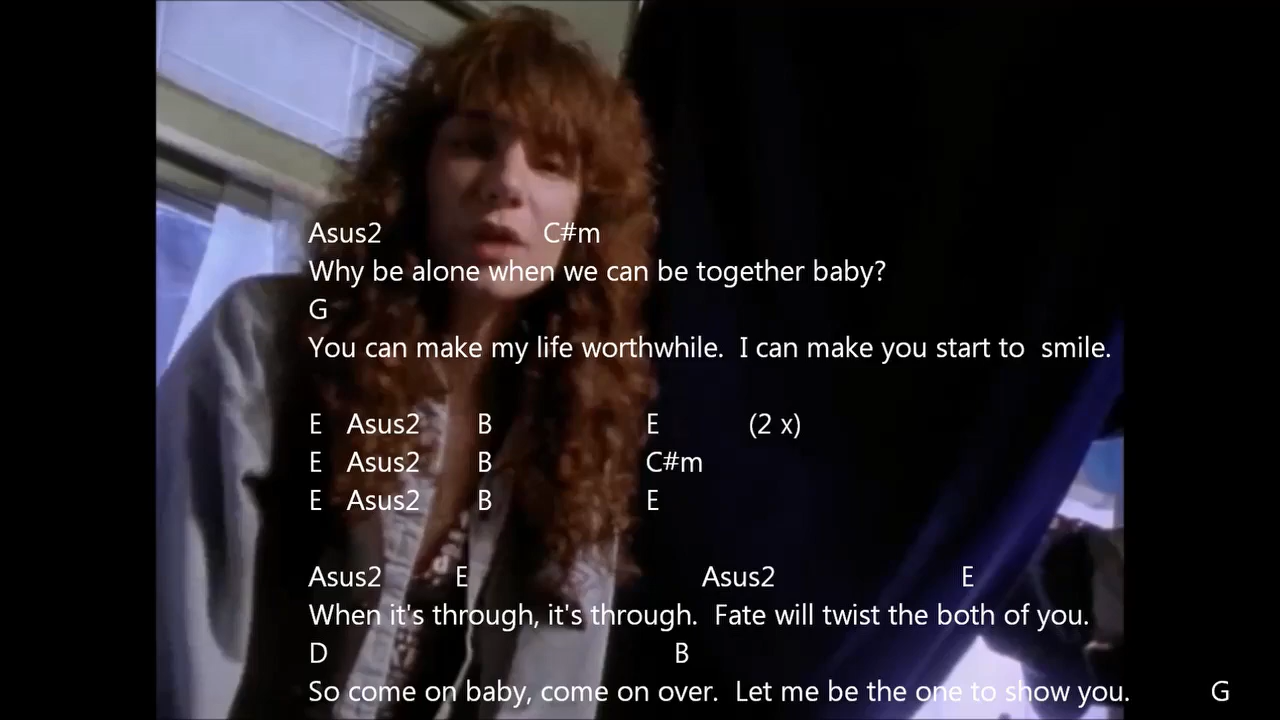 Asus2 C#m
Why be alone when we can be together baby?
G
You can make my life worthwhile.  I can make you start to  smile.
E Asus2 B E (2 x)
E Asus2 B C#m
E Asus2 B E
Asus2 E Asus2 E
When it's through, it's through.  Fate will twist the both of you.
D B
So come on baby, come on over.  Let me be the one to show you. G